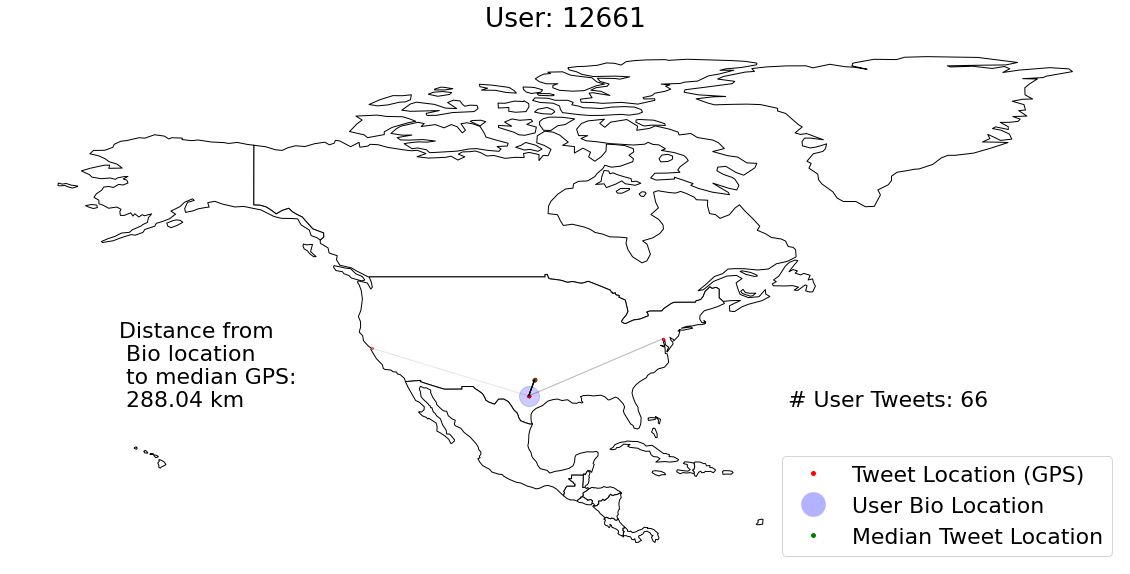 User: 12661
Distance from
Bio location
to median GPS:
288.04 km
# User Tweets: 66
Tweet Location (GPS)
User Bio Location
Median Tweet Location